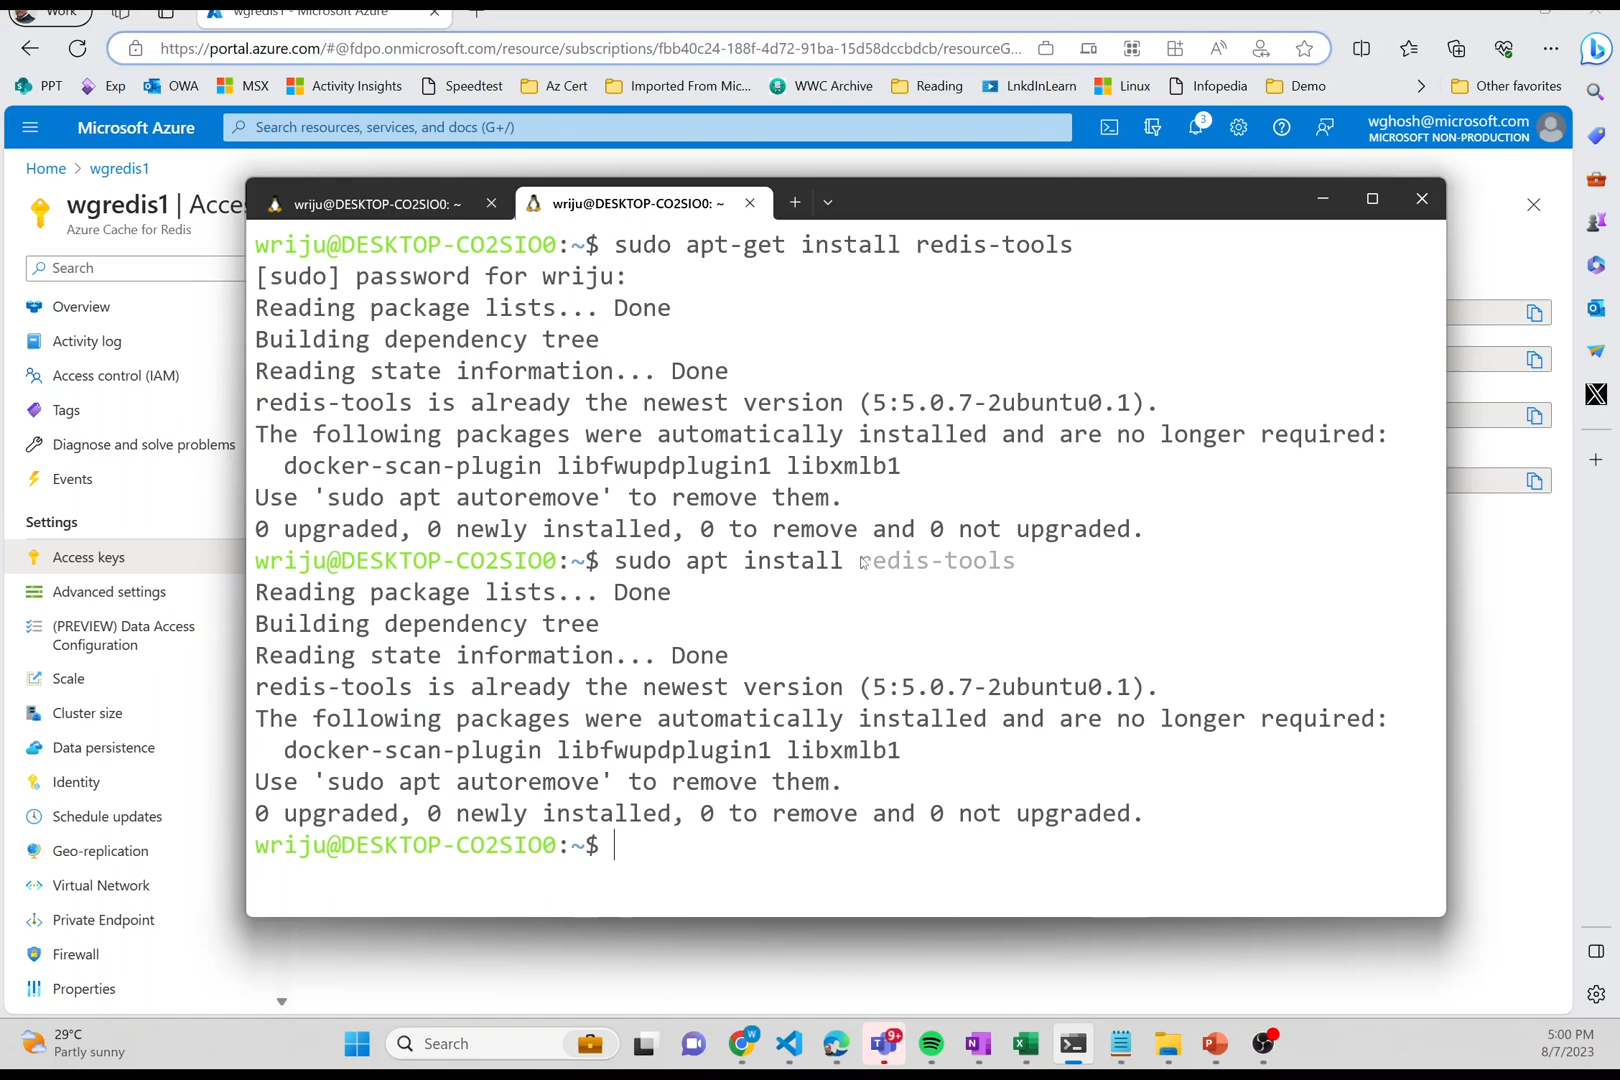 Work
wgredis1 - Microsoft Azure
https://portal.azure.com/#@fdpo.onmicrosoft.com/resource/subscriptions/fbb40c24-188f-4d72-91ba-15d58dccbdcb/resourceG...
PPT
Exp
OWA
MSX
Activity Insights
Speedtest
Az Cert
Imported From Mic...
WWC Archive
Reading
LnkdInLearn
Linux
Infopedia
Demo
Other favorites
Microsoft Azure
Search resources, services, and docs (G+/)
3
wghosh@microsoft.com
MICROSOFT NON-PRODUCTION
Home > wgredis1
wgredis1 | Acce
Azure Cache for Redis
Search
Overview
Activity log
Access control (IAM)
Tags
Diagnose and solve problems
Events
Settings
Access keys
Advanced settings
(PREVIEW) Data Access
Configuration
Scale
Cluster size
Data persistence
Identity
Schedule updates
Geo-replication
Virtual Network
Private Endpoint
Firewall
Properties
wriju@DESKTOP-CO2SIO0: ~
wriju@DESKTOP-CO2SIO0: ~
wriju@DESKTOP-CO2SIO0:~$ sudo apt-get install redis-tools
[sudo] password for wriju:
Reading package lists... Done
Building dependency tree
Reading state information... Done
redis-tools is already the newest version (5:5.0.7-2ubuntu0.1).
The following packages were automatically installed and are no longer required:
docker-scan-plugin libfwupdplugin1 libxmlb1
Use 'sudo apt autoremove' to remove them.
0 upgraded, 0 newly installed, 0 to remove and 0 not upgraded.
wriju@DESKTOP-CO2SIO0:~$ sudo apt install redis-tools
Reading package lists... Done
Building dependency tree
Reading state information... Done
redis-tools is already the newest version (5:5.0.7-2ubuntu0.1).
The following packages were automatically installed and are no longer required:
docker-scan-plugin libfwupdplugin1 libxmlb1
Use 'sudo apt autoremove' to remove them.
0 upgraded, 0 newly installed, 0 to remove and 0 not upgraded.
wriju@DESKTOP-CO2SIO0:~$
29°C
Partly sunny
Search
9+
5:00 PM
8/7/2023